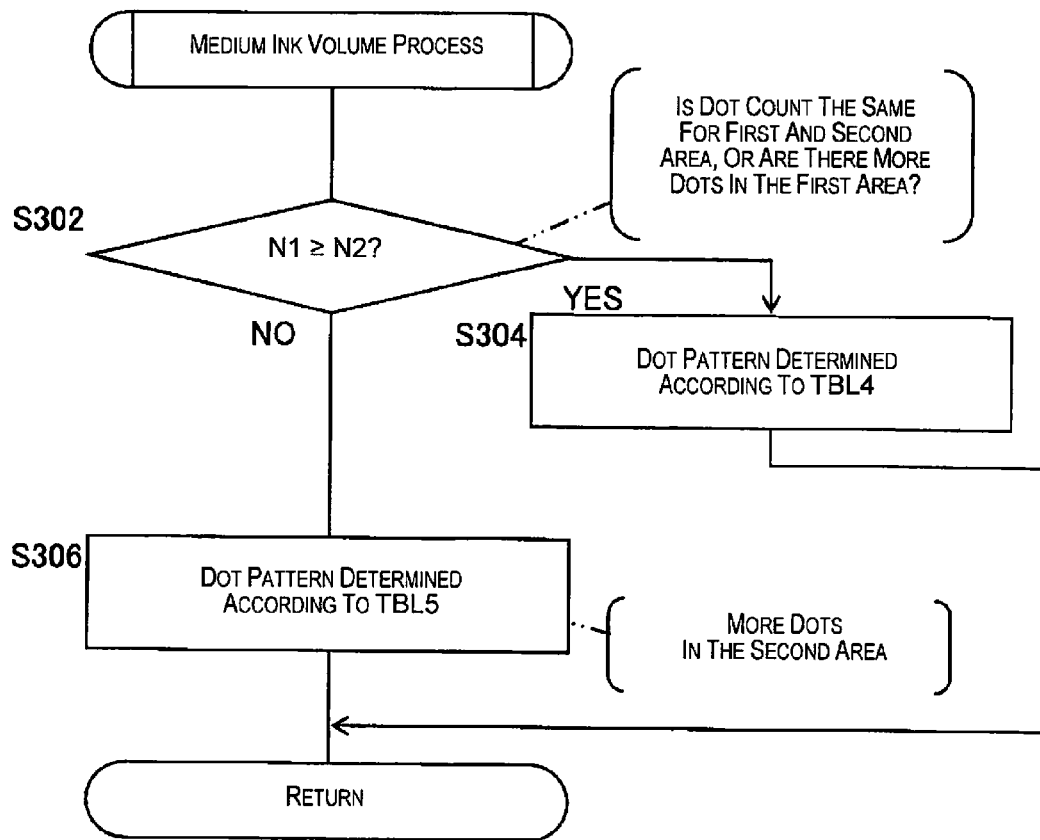 MEDIUM INK VOLUME PROCESS
IS DOT COUNT THE SAME
FOR FIRST AND SECOND
AREA, OR ARE THERE MORE
DOTS IN THE FIRST AREA?
S302
N1 ≥ N2?
YES
NO
S304
DOT PATTERN DETERMINED
ACCORDING TO TBL4
S306
DOT PATTERN DETERMINED
ACCORDING TO TBL5
MORE DOTS
IN THE SECOND AREA
RETURN